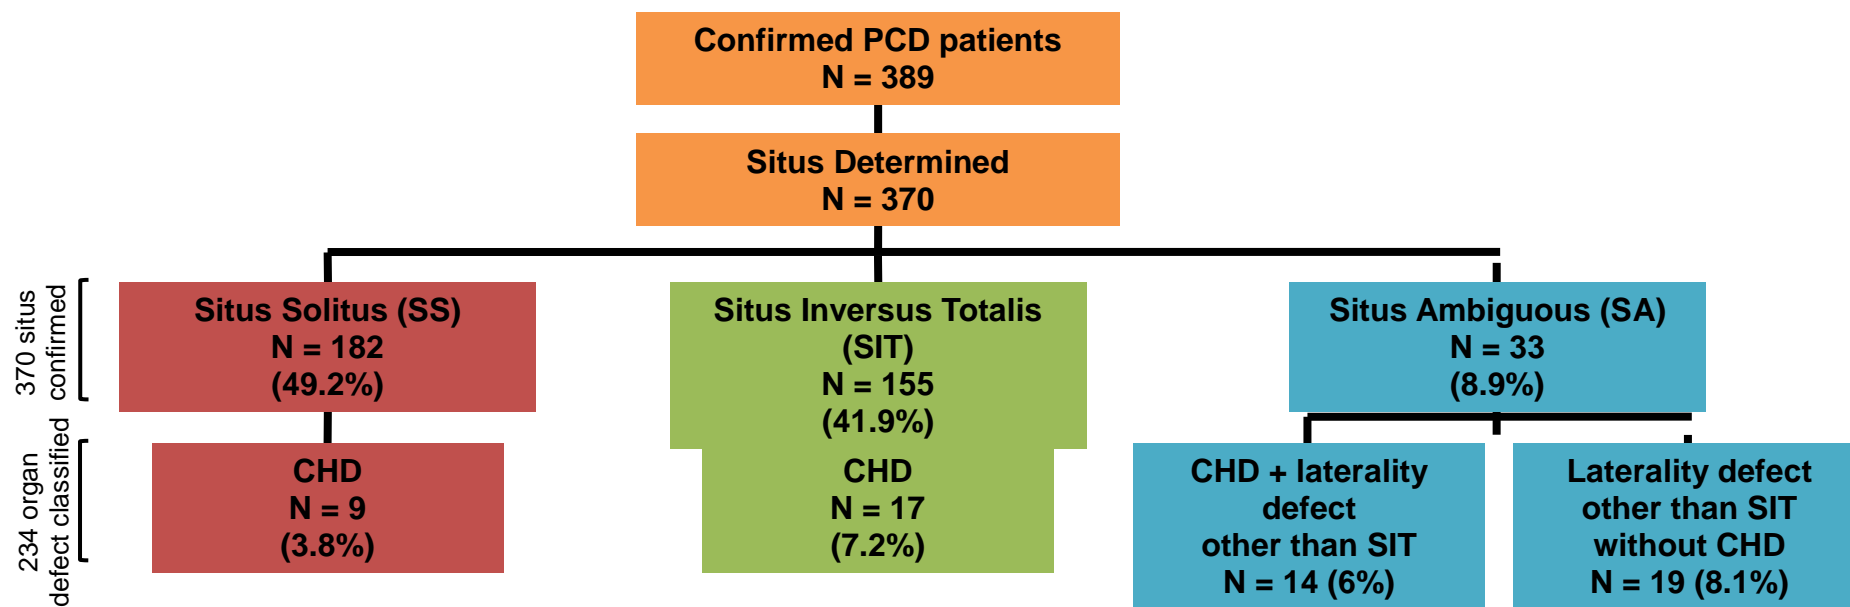 Confirmed PCD patients
N = 389
Situs Determined
N = 370
370 situs
confirmed
Situs Solitus (SS)
N = 182
(49.2%)
Situs Inversus Totalis
(SIT)
N = 155
(41.9%)
Situs Ambiguous (SA)
N = 33
(8.9%)
234 organ
defect classified
CHD
N = 9
(3.8%)
CHD
N = 17
(7.2%)
CHD + laterality
defect
other than SIT
N = 14 (6%)
Laterality defect
other than SIT
without CHD
N = 19 (8.1%)